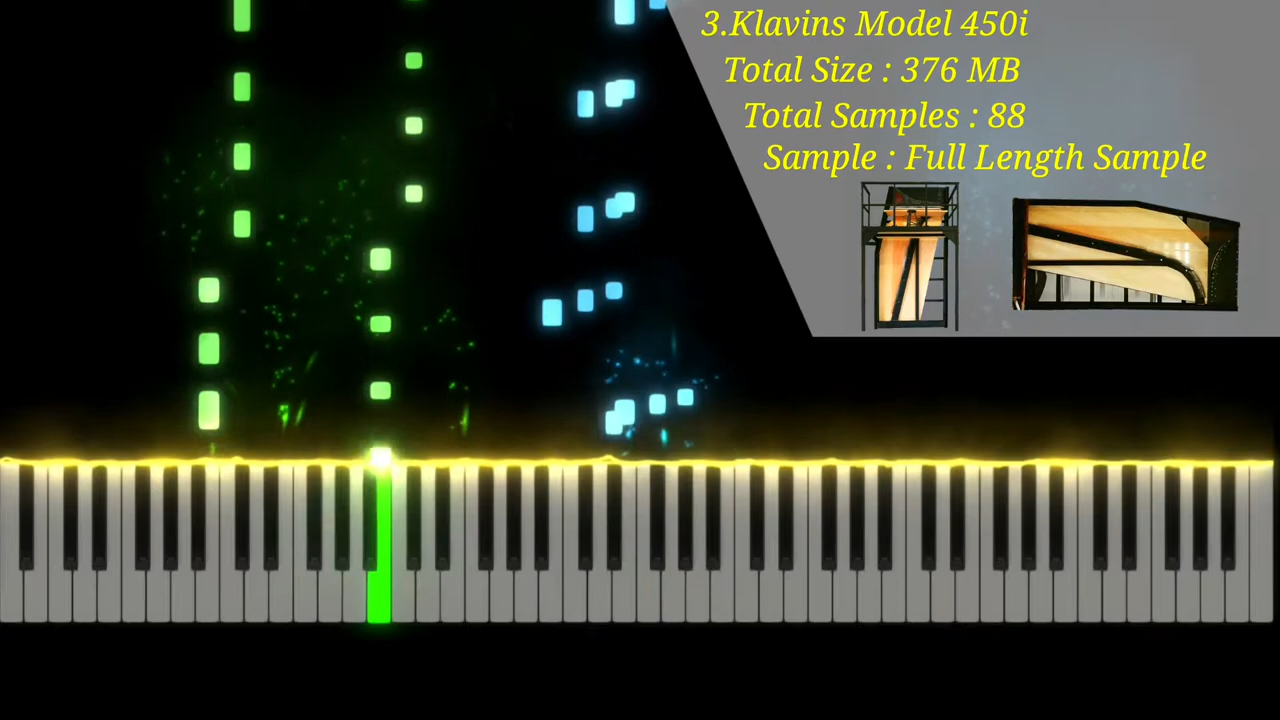 3.Klavins Model 450i
Total Size : 376 MB
Total Samples : 88
Sample : Full Length Sample